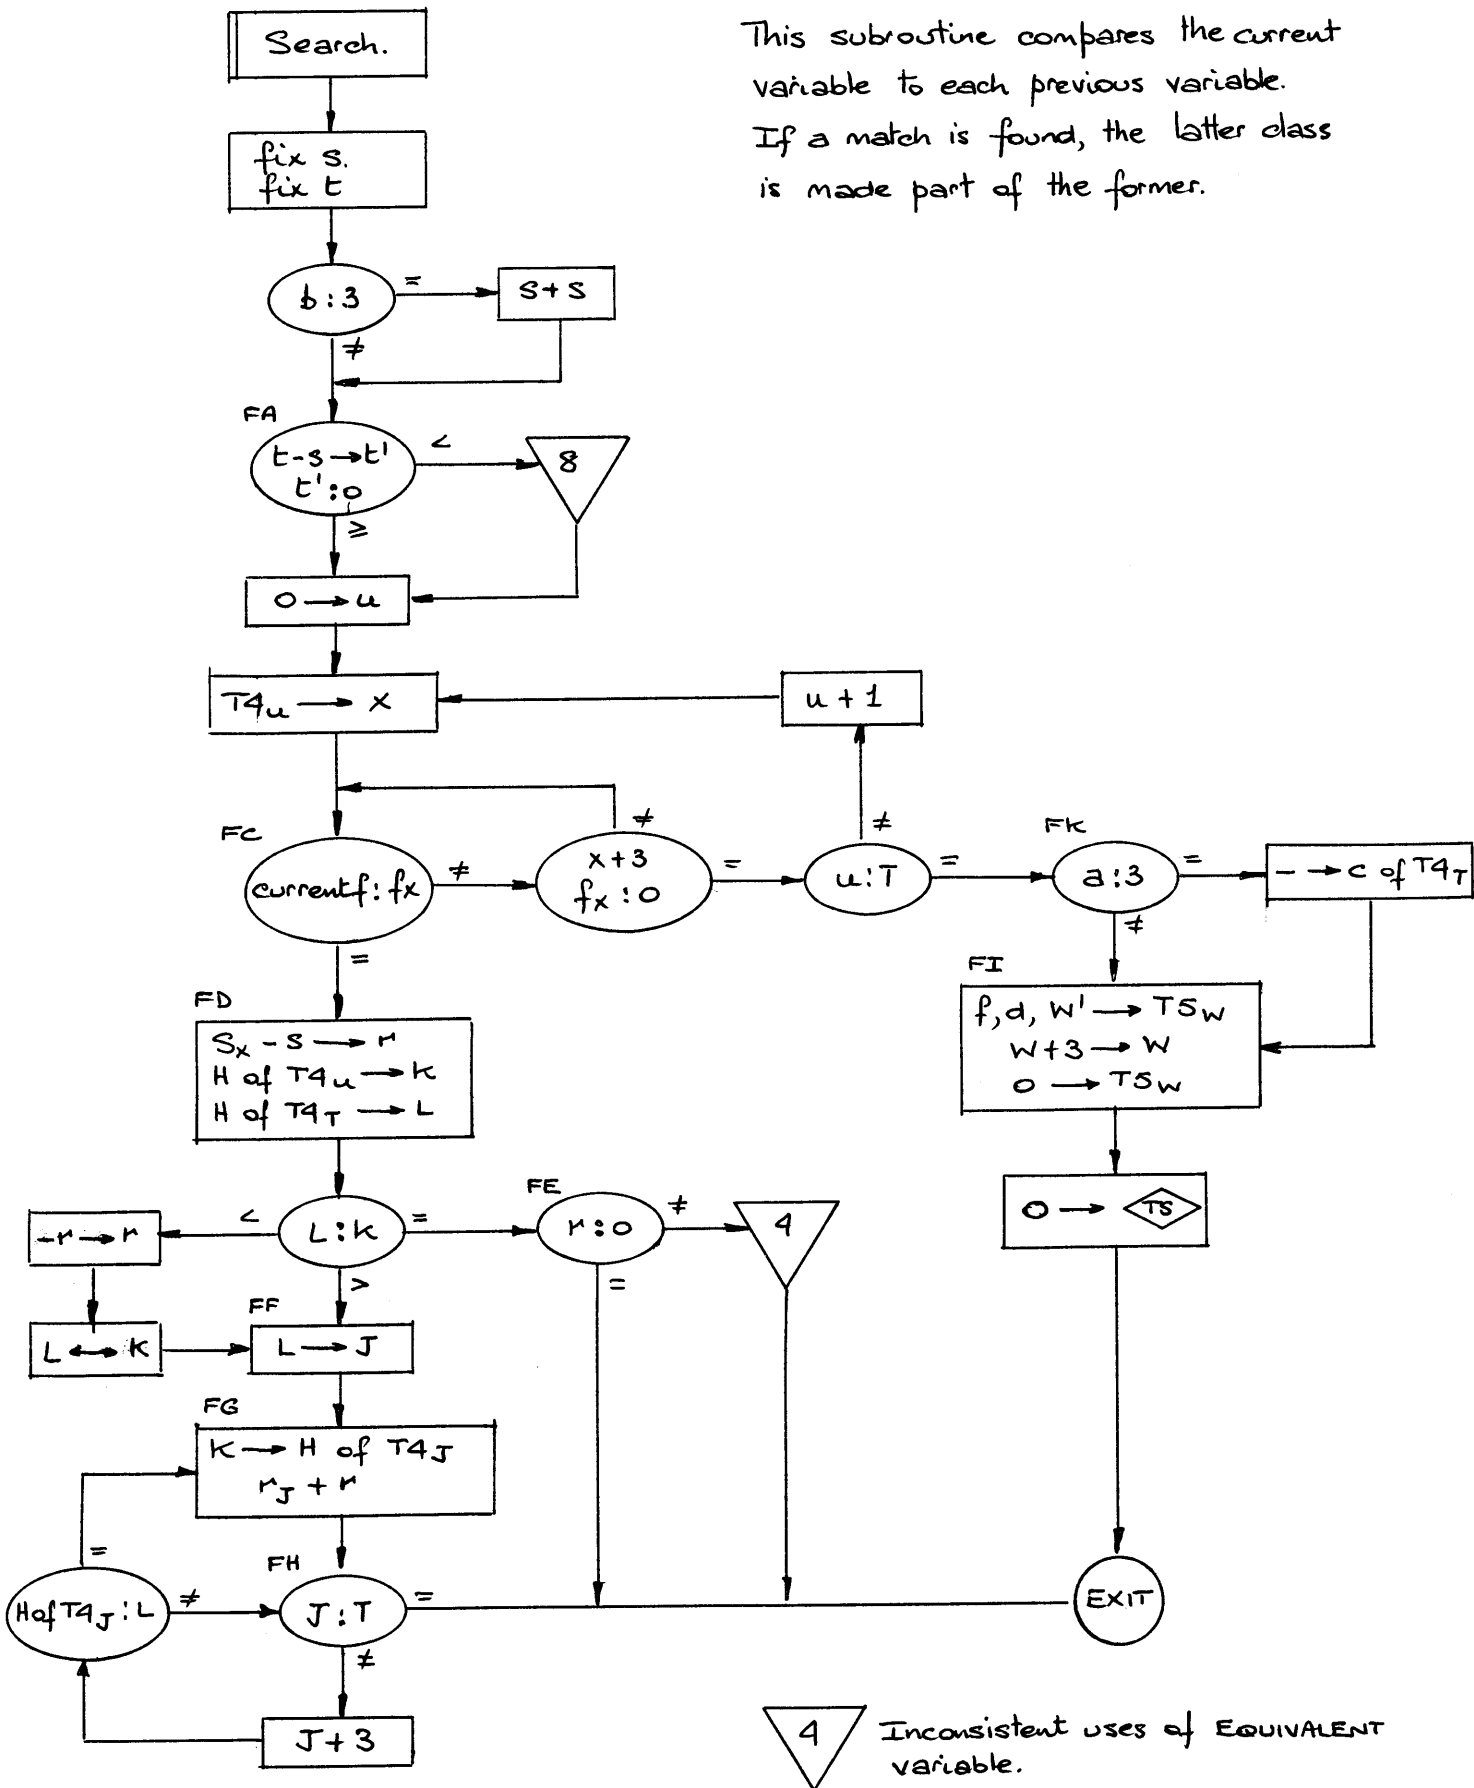 Search.
This subroutine compares the current
variable to each previous variable.
If a match is found, the latter class
is made part of the former.
fix s.
fix t
b : 3
=
s + s
≠
FA
t - s → t'
t' : 0
<
8
≥
0 → u
T4u → x
u + 1
≠
≠
FC
current f : fx
≠
x + 3
fx : 0
=
u : T
=
FK
a : 3
=
- → c of T4T
≠
=
FD
Sx - s → r
H of T4u → K
H of T4T → L
FI
f, d, W' → T5W
W + 3 → W
0 → T5W
-r → r
<
L : K
=
FE
r : 0
≠
4
0 → TS
>
=
L ↔ K
FF
L → J
FG
K → H of T4J
rJ + r
=
H of T4J : L
≠
FH
J : T
=
EXIT
≠
J + 3
4
Inconsistent uses of EQUIVALENT
variable.